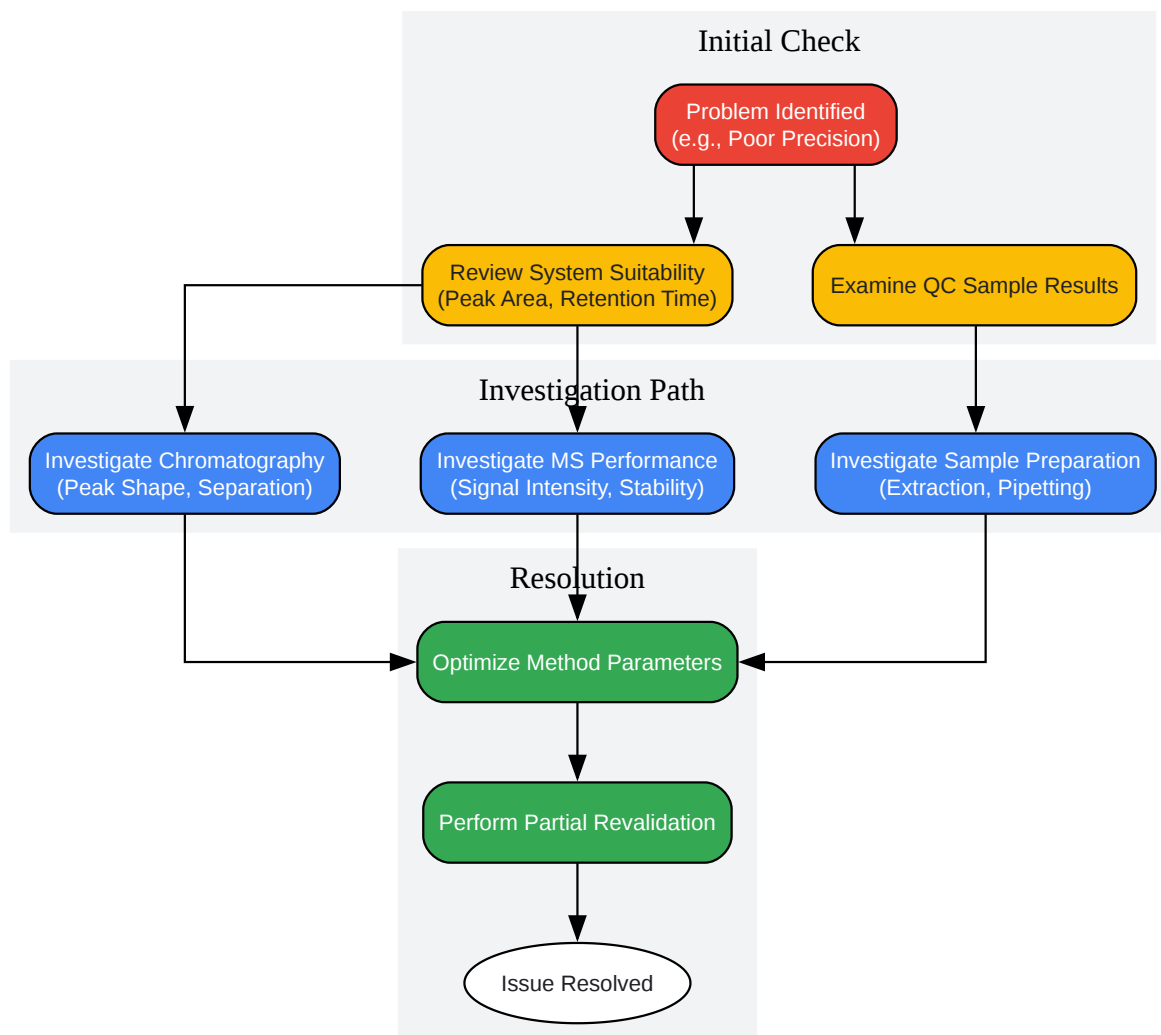 Initial Check
Problem Identified
(e.g., Poor Precision)
Review System Suitability
(Peak Area, Retention Time)
Examine QC Sample Results
Investigation Path
Investigate Chromatography
(Peak Shape, Separation)
Investigate MS Performance
(Signal Intensity, Stability)
Investigate Sample Preparation
(Extraction, Pipetting)
Resolution
Optimize Method Parameters
Perform Partial Revalidation
Issue Resolved